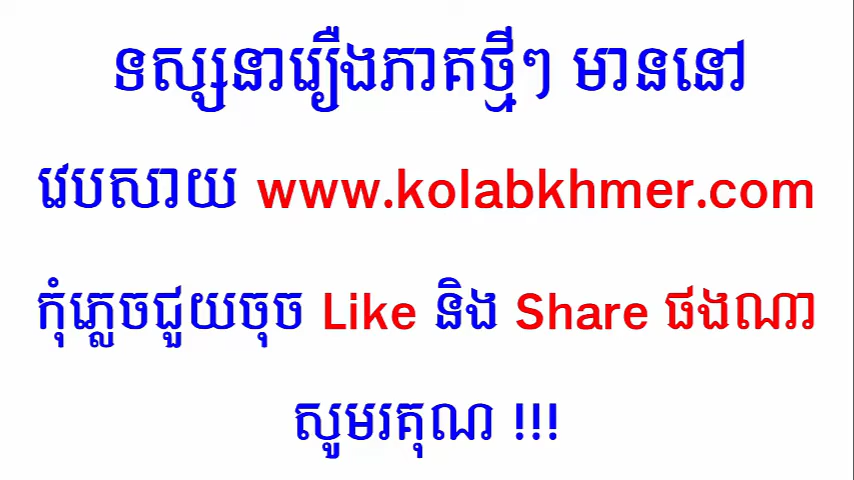 ទស្សនារឿងភាគថ្មីៗ មាននៅ
វេបសាយ www.kolabkhmer.com
កុំភ្លេចជួយចុច Like និង Share ផងណា
សូមរគុណ !!!